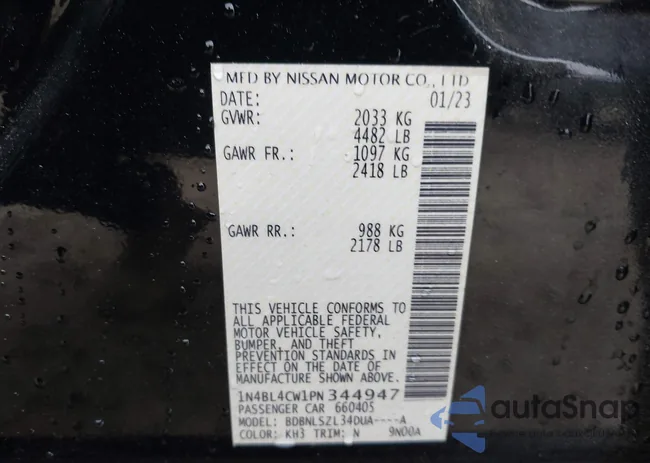 MFD BY NISSAN MOTOR CO., LTD
DATE: 01/23
GVWR: 2033 KG
4482 LB
GAWR FR.: 1097 KG
2418 LB
GAWR RR.: 988 KG
2178 LB
THIS VEHICLE CONFORMS TO
ALL APPLICABLE FEDERAL
MOTOR VEHICLE SAFETY,
BUMPER, AND THEFT
PREVENTION STANDARDS IN
EFFECT ON THE DATE OF
MANUFACTURE SHOWN ABOVE.
1N4BL4CW1PN344947
PASSENGER CAR 660405
MODEL: BDBNLSZL34DUA----A
COLOR: KH3 TRIM: N 9N00A
autoSnap